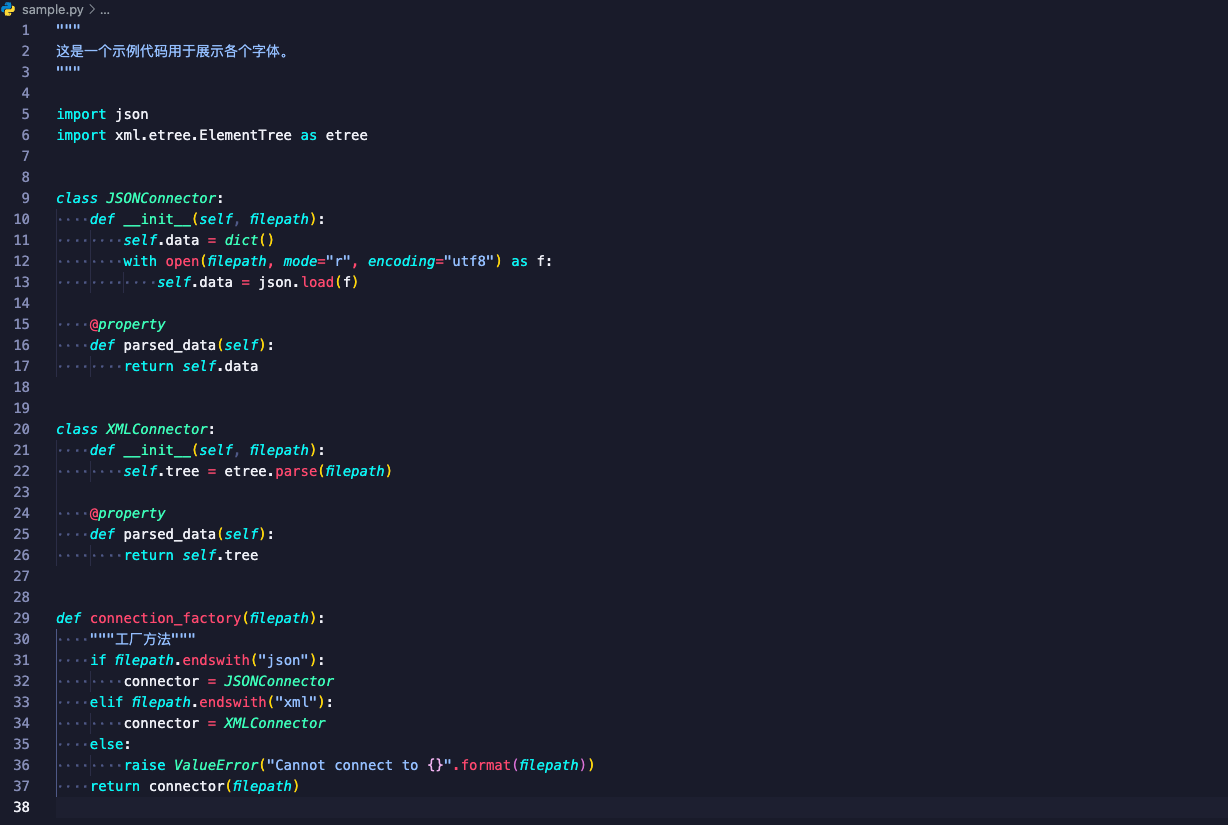 sample.py > ...
1 """
2 这是一个示例代码用于展示各个字体。
3 """
4
5 import json
6 import xml.etree.ElementTree as etree
7
8
9 class JSONConnector:
10 ····def __init__(self, filepath):
11 ········self.data = dict()
12 ········with open(filepath, mode="r", encoding="utf8") as f:
13 ············self.data = json.load(f)
14
15 ····@property
16 ····def parsed_data(self):
17 ········return self.data
18
19
20 class XMLConnector:
21 ····def __init__(self, filepath):
22 ········self.tree = etree.parse(filepath)
23
24 ····@property
25 ····def parsed_data(self):
26 ········return self.tree
27
28
29 def connection_factory(filepath):
30 ····"""工厂方法"""
31 ····if filepath.endswith("json"):
32 ········connector = JSONConnector
33 ····elif filepath.endswith("xml"):
34 ········connector = XMLConnector
35 ····else:
36 ········raise ValueError("Cannot connect to {}".format(filepath))
37 ····return connector(filepath)
38